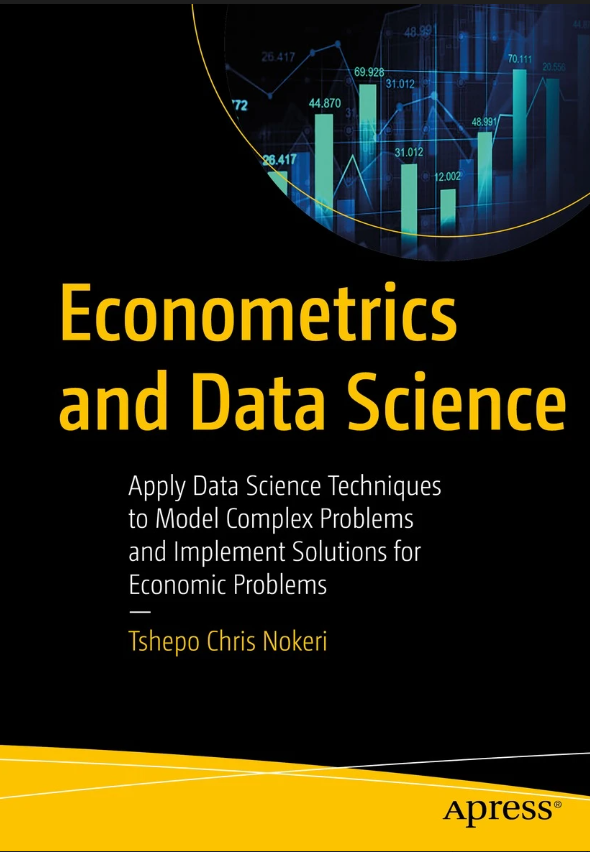 48.991
26.417
70.111
20.556
69.928
31.012
'72
44.870
48.991
31.012
26.417
12.002
Econometrics
and Data Science
Apply Data Science Techniques
to Model Complex Problems
and Implement Solutions for
Economic Problems
—
Tshepo Chris Nokeri
Apress®